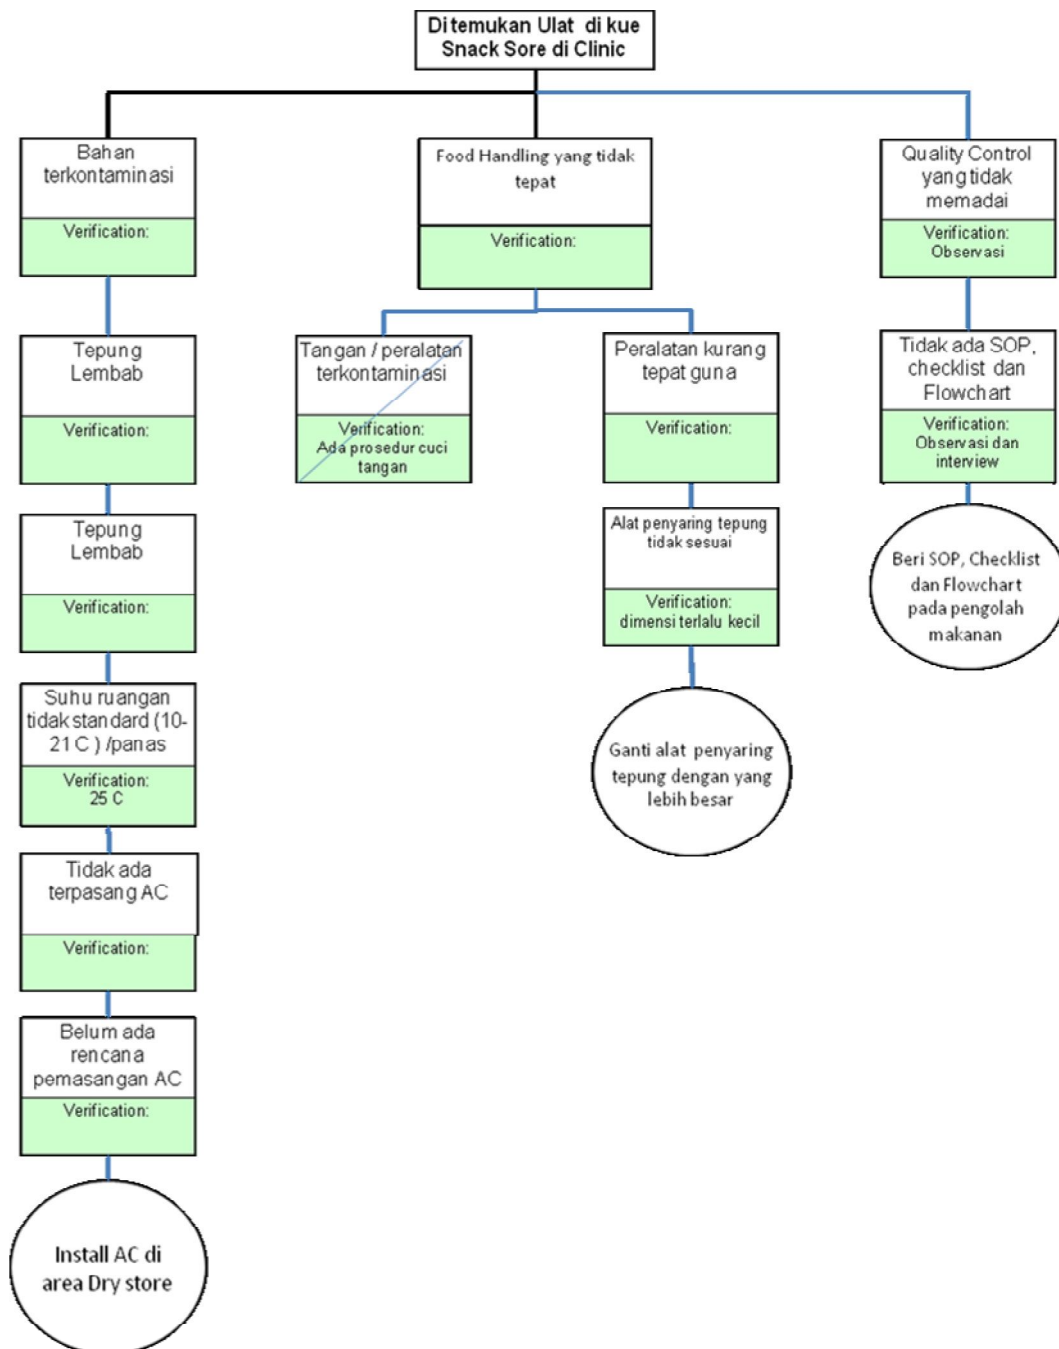 Ditemukan Ulat di kue
Snack Sore di Clinic
Bahan
terkontaminasi
Verification:
Tepung
Lembab
Verification:
Tepung
Lembab
Verification:
Suhu ruangan
tidak standard (10-
21 C ) /panas
Verification:
25 C
Tidak ada
terpasang AC
Verification:
Belum ada
rencana
pemasangan AC
Verification:
Install AC di
area Dry store
Food Handling yang tidak
tepat
Verification:
Tangan / peralatan
terkontaminasi
Verification:
Ada prosedur cuci
tangan
Peralatan kurang
tepat guna
Verification:
Alat penyaring tepung
tidak sesuai
Verification:
dimensi terlalu kecil
Ganti alat penyaring
tepung dengan yang
lebih besar
Quality Control
yang tidak
memadai
Verification:
Observasi
Tidak ada SOP,
checklist dan
Flowchart
Verification:
Observasi dan
interview
Beri SOP, Checklist
dan Flowchart
pada pengolah
makanan